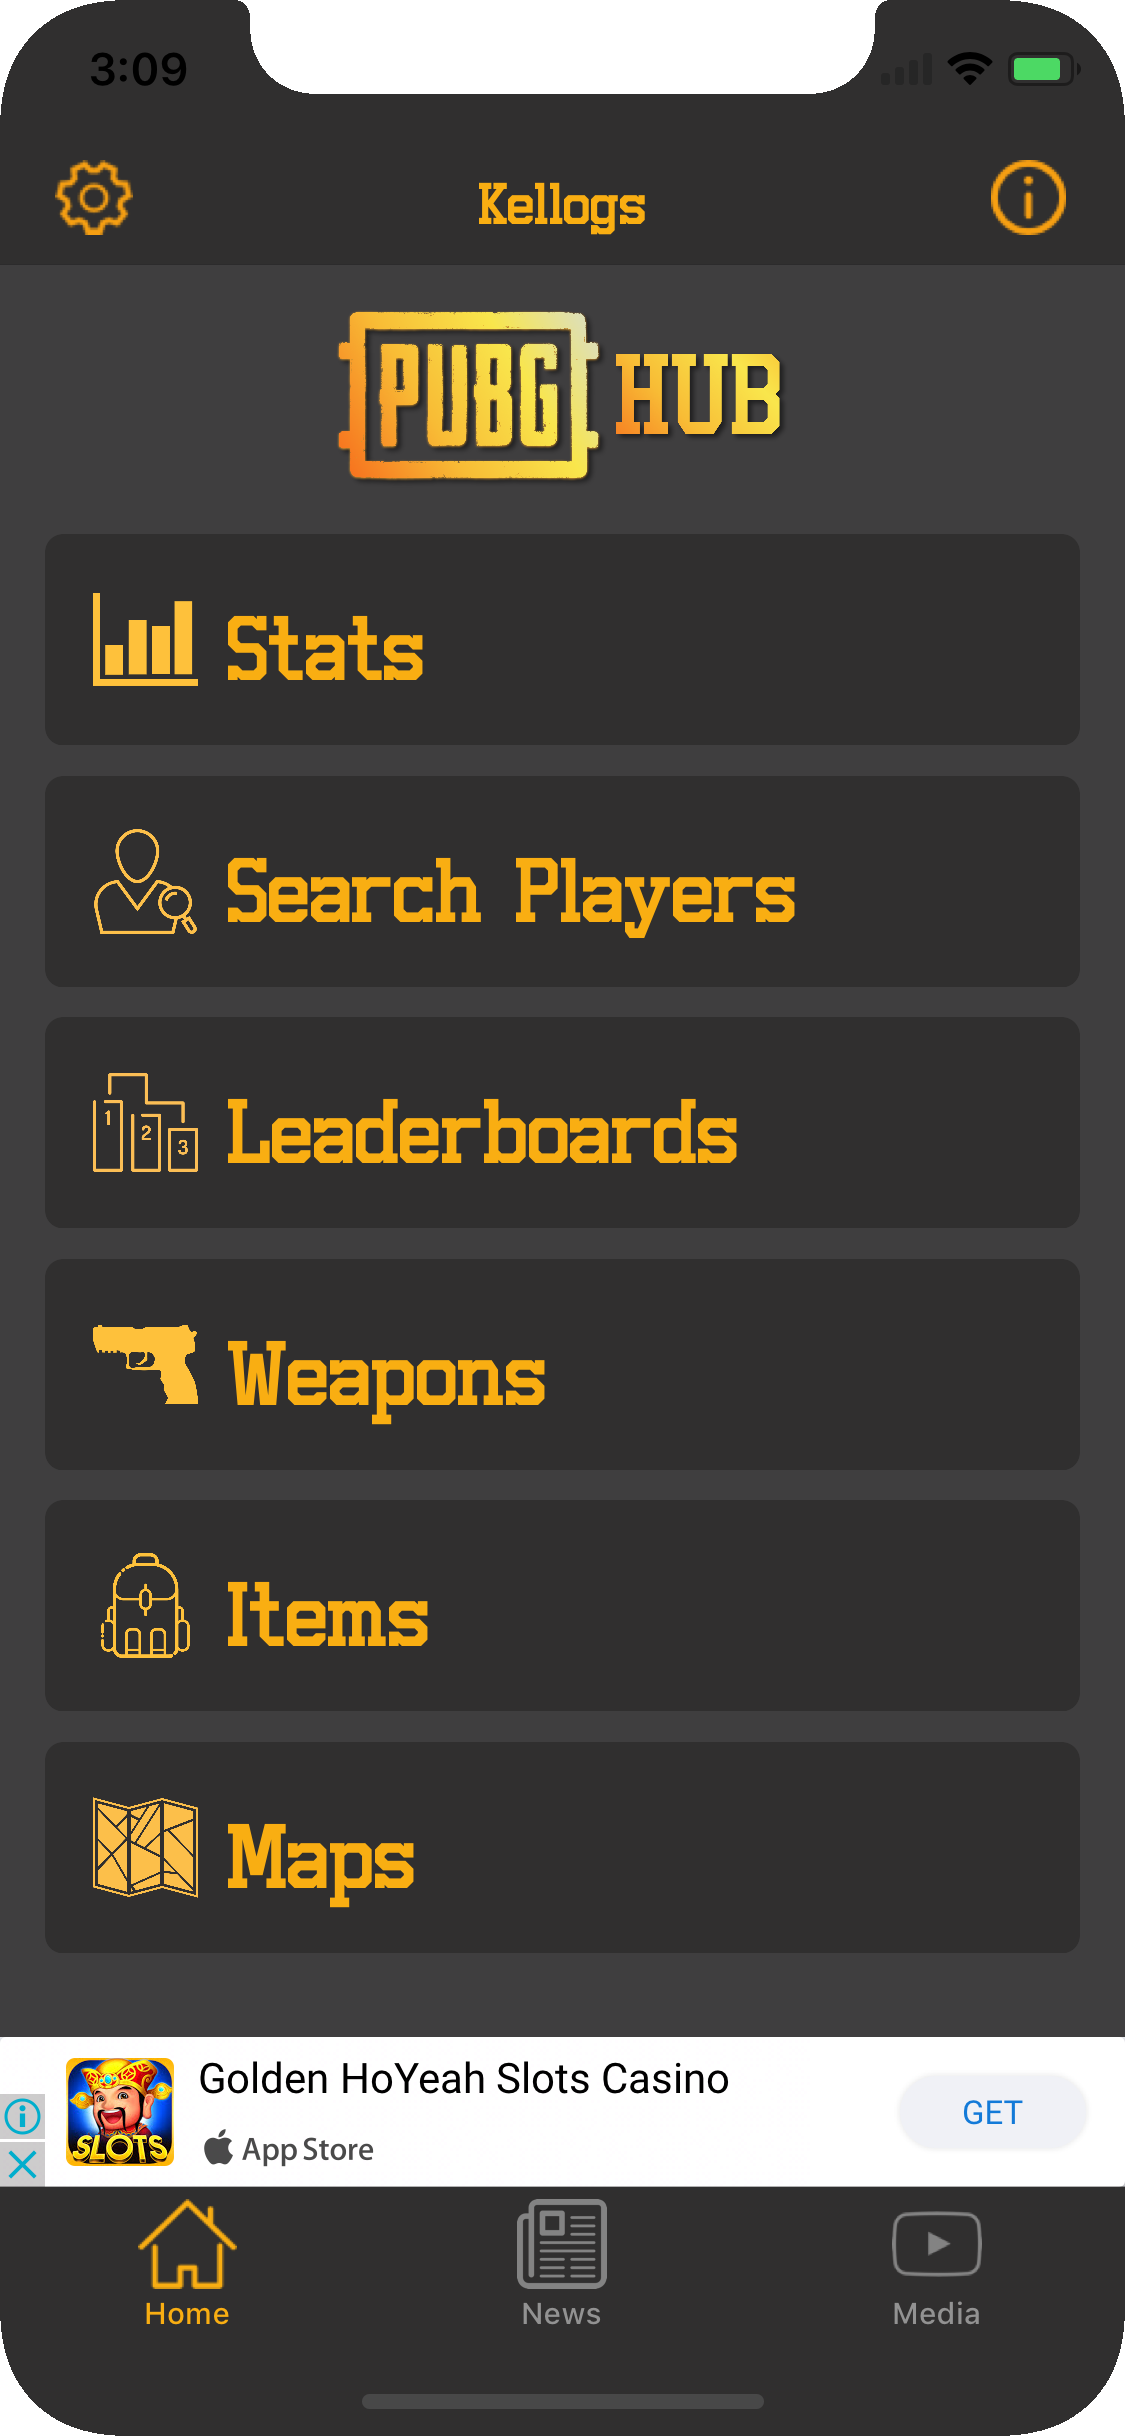 3:09
Kellogs
PUBG HUB
Stats
Search Players
1
2
3
Leaderboards
Weapons
Items
Maps
Golden HoYeah Slots Casino
SLOTS
App Store
GET
Home
News
Media